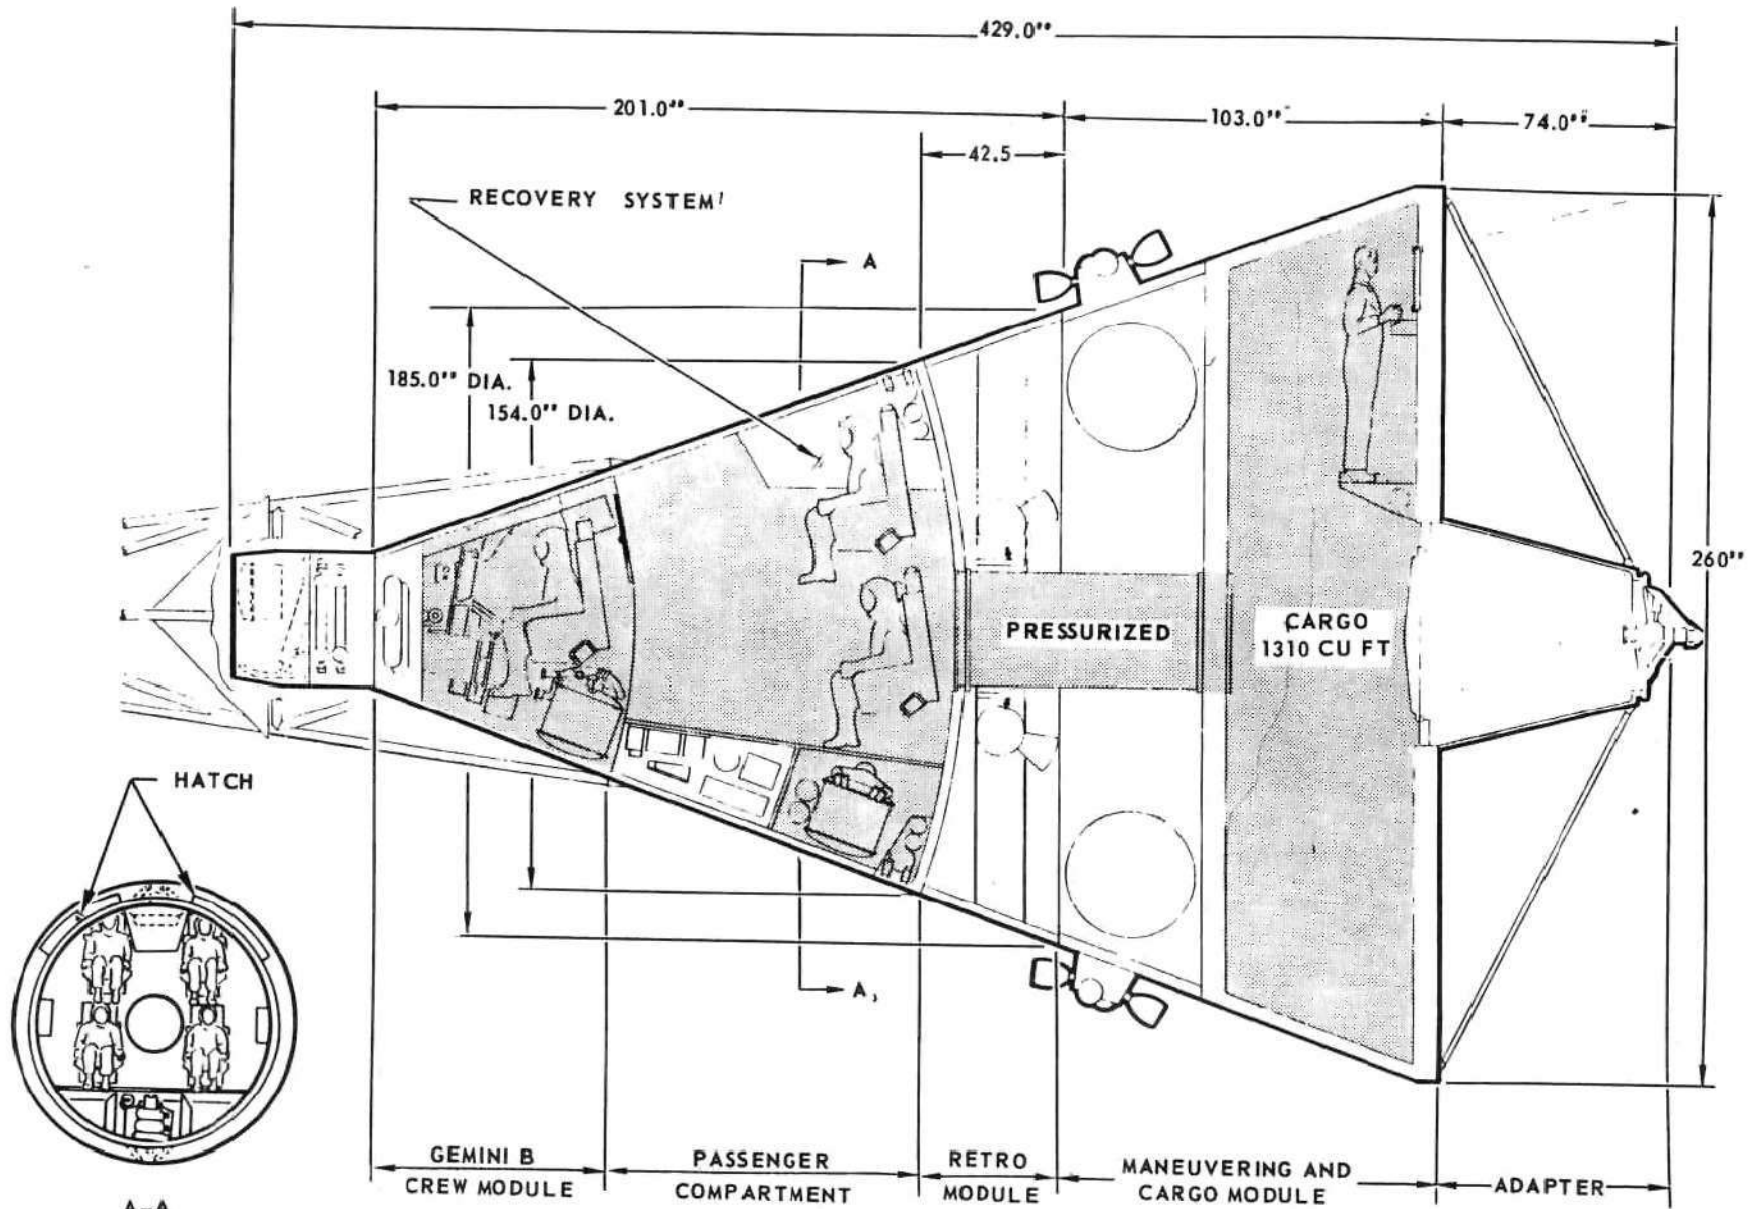 429.0"
201.0"
103.0"
74.0"
42.5
RECOVERY SYSTEM
A
185.0" DIA.
154.0" DIA.
260"
PRESSURIZED
CARGO
1310 CU FT
HATCH
A
GEMINI B
CREW MODULE
PASSENGER
COMPARTMENT
RETRO
MODULE
MANEUVERING AND
CARGO MODULE
ADAPTER
A-A